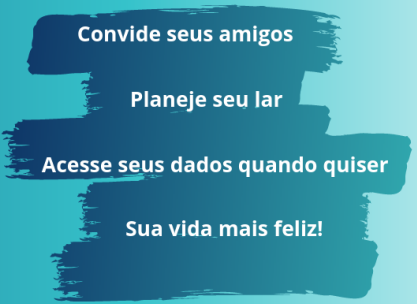 Convide seus amigos
Planeje seu lar
Acesse seus dados quando quiser
Sua vida mais feliz!